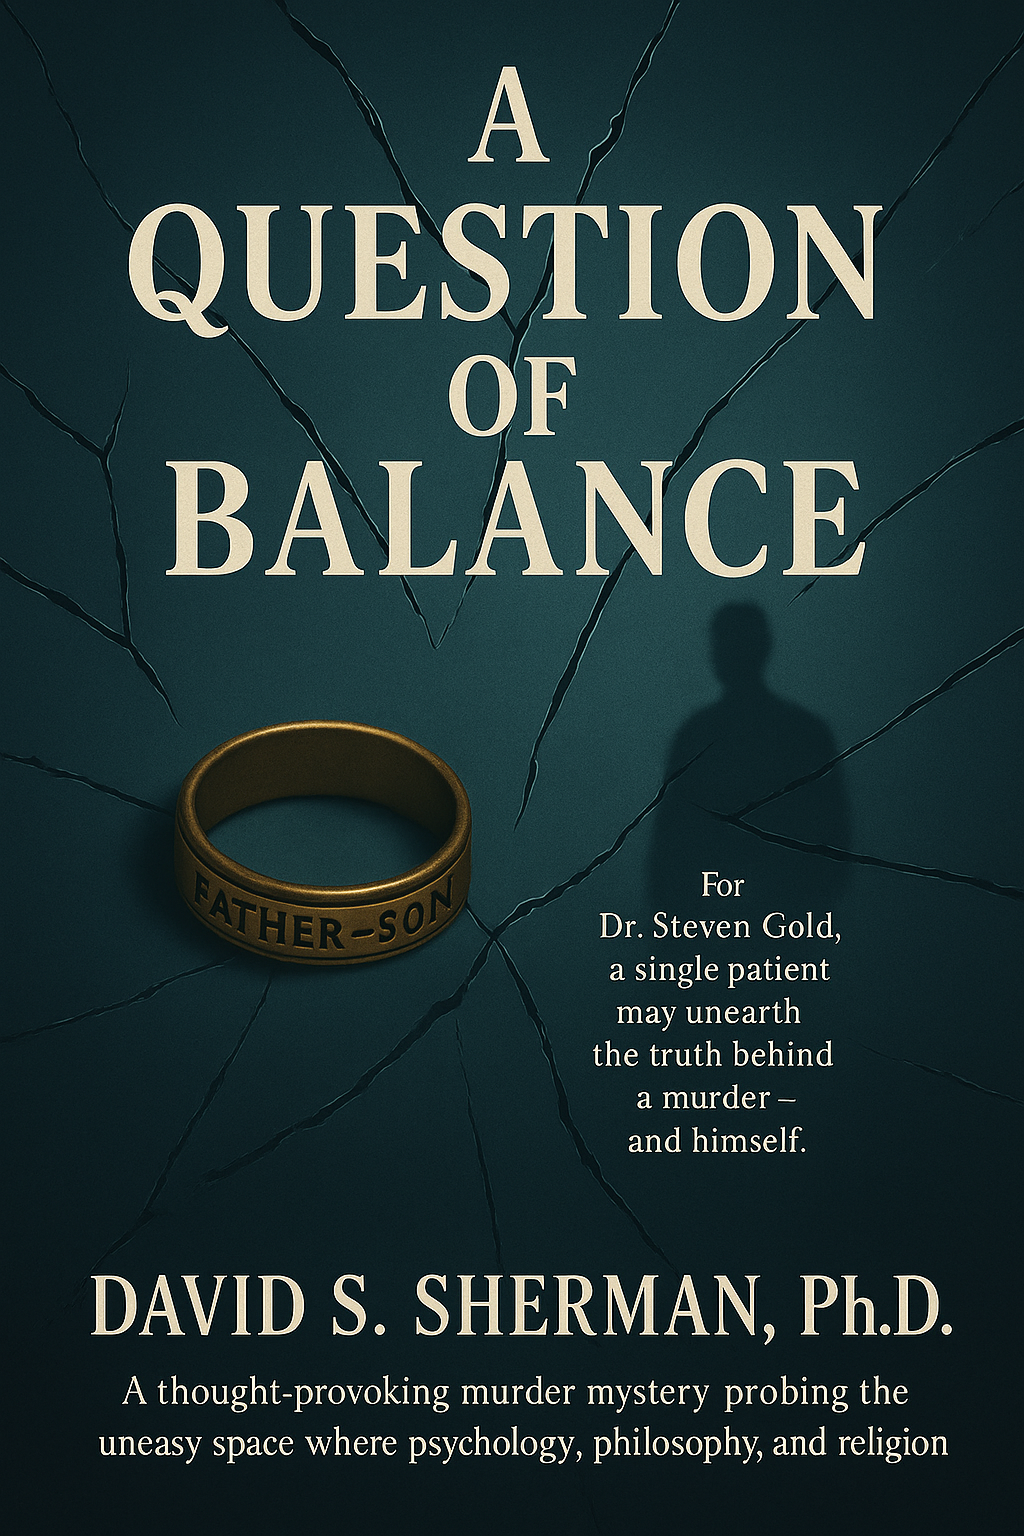 A
QUESTION
OF
BALANCE
FATHER–SON
For
Dr. Steven Gold,
a single patient
may unearth
the truth behind
a murder –
and himself.
DAVID S. SHERMAN, Ph.D.
A thought-provoking murder mystery probing the
uneasy space where psychology, philosophy, and religion